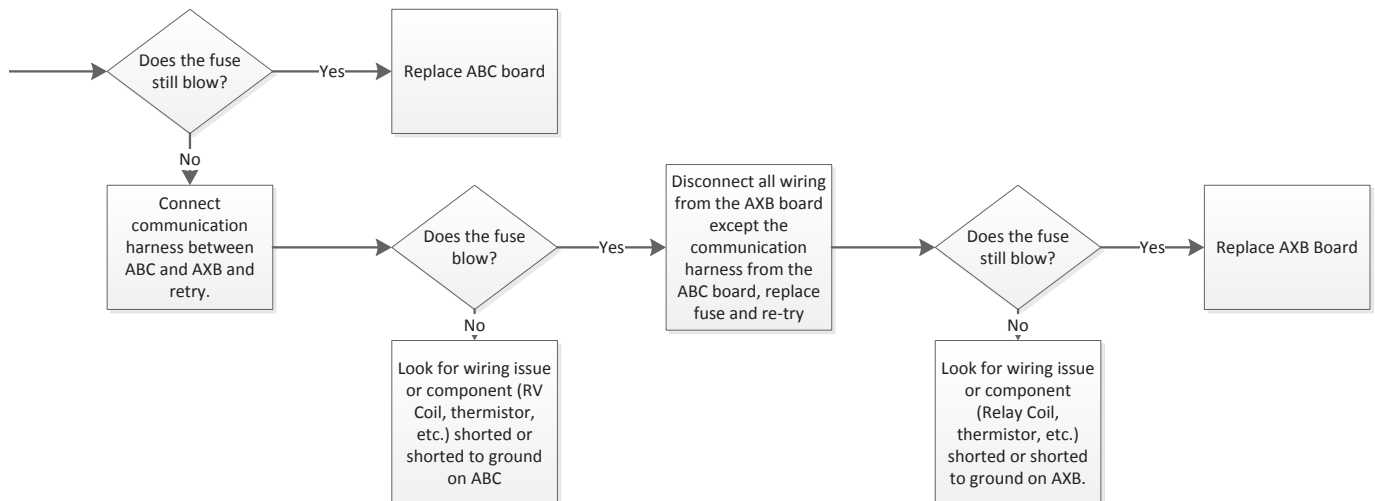 Does the fuse
still blow?
Yes
Replace ABC board
No
Connect
communication
harness between
ABC and AXB and
retry.
Does the fuse
blow?
Yes
Disconnect all wiring
from the AXB board
except the
communication
harness from the
ABC board, replace
fuse and re-try
Does the fuse
still blow?
Yes
Replace AXB Board
No
Look for wiring issue
or component (RV
Coil, thermistor,
etc.) shorted or
shorted to ground
on ABC
No
Look for wiring issue
or component
(Relay Coil,
thermistor, etc.)
shorted or shorted
to ground on AXB.